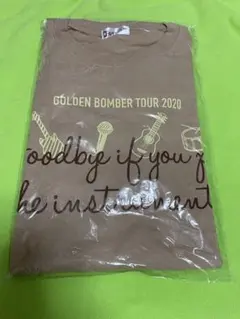 GOLDEN BOMBER TOUR 2020
oodbye if you
he instrument